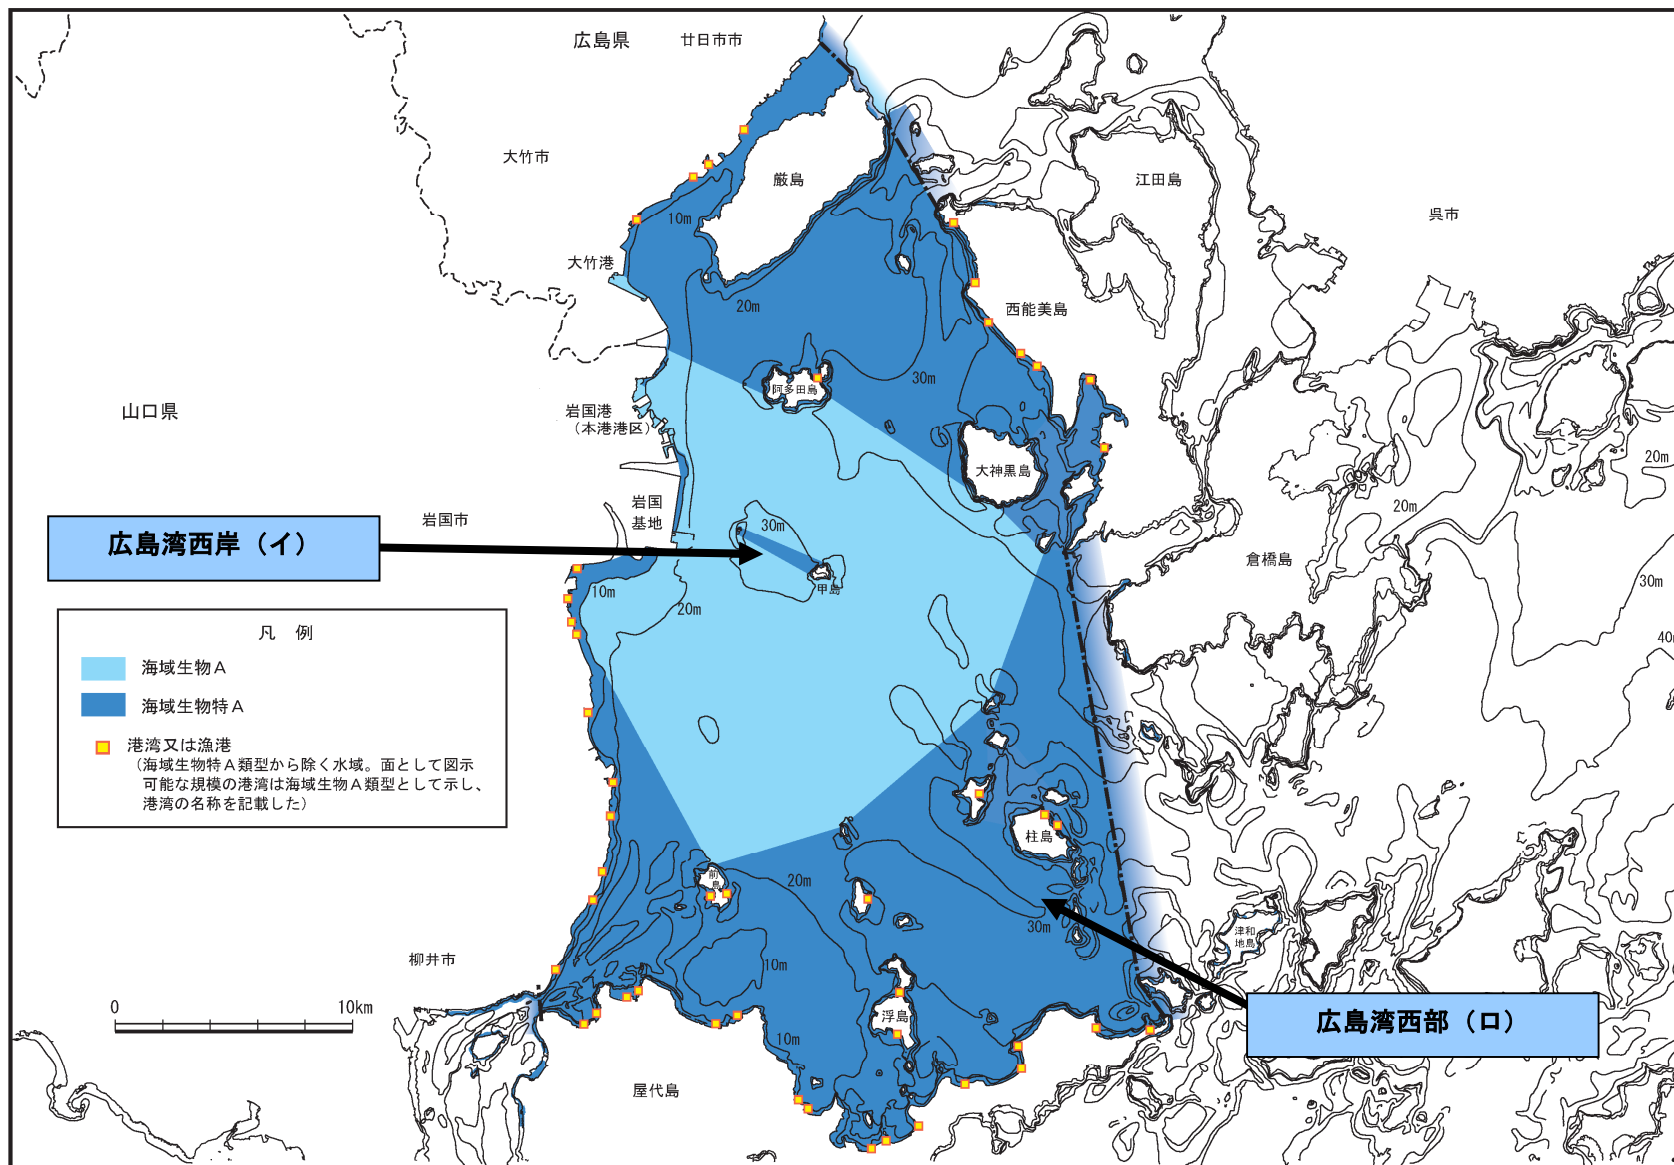 広島県
廿日市市
大竹市
厳島
江田島
呉市
10m
大竹港
20m
西能美島
30m
阿多田島
山口県
岩国港
(本港港区)
大神黒島
20m
20m
岩国市
岩国
基地
30m
広島湾西岸（イ）
倉橋島
甲島
10m
20m
30m
40m
凡 例
海域生物Ａ
海域生物特Ａ
港湾又は漁港
（海域生物特Ａ類型から除く水域。面として図示
可能な規模の港湾は海域生物Ａ類型として示し、
港湾の名称を記載した）
柱島
前
島
20m
30m
津和
地島
柳井市
10m
0
10km
浮島
広島湾西部（ロ）
10m
屋代島